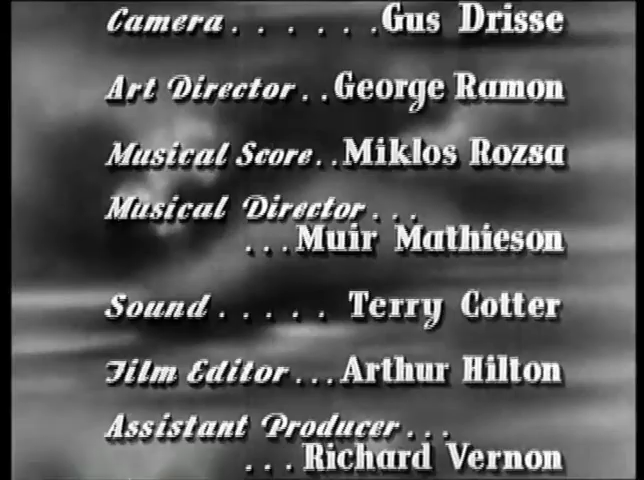 Camera . . . . . . Gus Drisse
Art Director . . George Ramon
Musical Score . . Miklos Rozsa
Musical Director . . .
. . . Muir Mathieson
Sound . . . . . Terry Cotter
Film Editor . . . Arthur Hilton
Assistant Producer . . .
. . . Richard Vernon